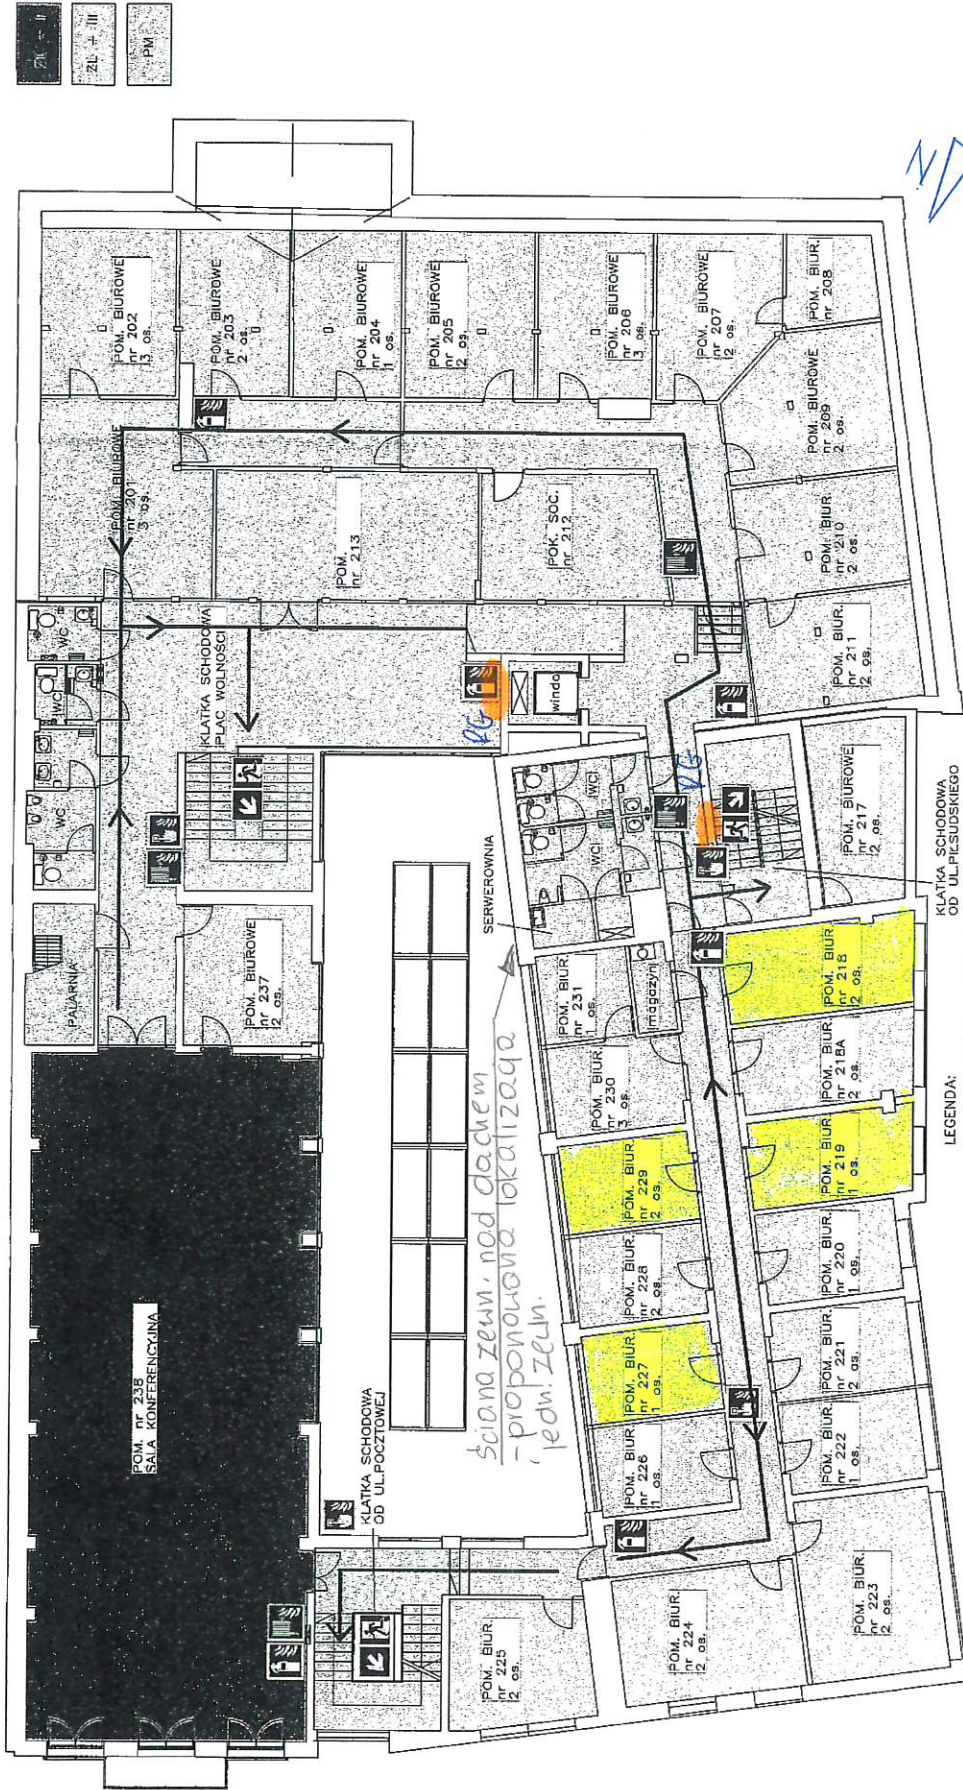 ZL - II
ZL - III
PM
N
POM. BIUROWE
nr 202
3 os.
POM. BIUROWE
nr 203
2 os.
POM. BIUROWE
nr 204
1 os.
POM. BIUROWE
nr 205
2 os.
POM. BIUROWE
nr 206
3 os.
POM. BIUROWE
nr 207
2 os.
POM. BIUR.
nr 208
POM. BIUROWE
nr 209
2 os.
POM. BIUR.
nr 210
2 os.
POM. BIUR.
nr 211
2 os.
POK. SOC.
nr 212
POM.
nr 213
POM. BIUROW
nr 201
3 os.
WC
WC
WC
KLATKA SCHODOWA
PLAC WOLNOŚCI
RG
winda
RG
WC
WC
SERWEROWNIA
POM. BIUROWE
nr 217
2 os.
KLATKA SCHODOWA
OD UL.PIŁSUDSKIEGO
PALARNIA
POM. BIUROWE
nr 237
2 os.
POM. BIUR.
nr 231
1 os.
magazyn
POM. BIUR.
nr 218
2 os.
POM. BIUR.
nr 218A
2 os.
POM. BIUR.
nr 230
3 os.
POM. BIUR.
nr 229
2 os.
POM. BIUR.
nr 219
1 os.
POM. BIUR.
nr 228
2 os.
POM. BIUR.
nr 220
1 os.
POM. BIUR.
nr 227
1 os.
POM. BIUR.
nr 221
2 os.
POM. BIUR.
nr 226
1 os.
POM. BIUR.
nr 222
1 os.
POM. nr 238
SALA KONFERENCYJNA
Ściana zewn. nad dachem
- proponowana lokalizacja
jedn. zewn.
KLATKA SCHODOWA
OD UL.POCZTOWEJ
POM. BIUR.
nr 225
2 os.
POM. BIUR.
nr 224
2 os.
POM. BIUR.
nr 223
2 os.
LEGENDA: